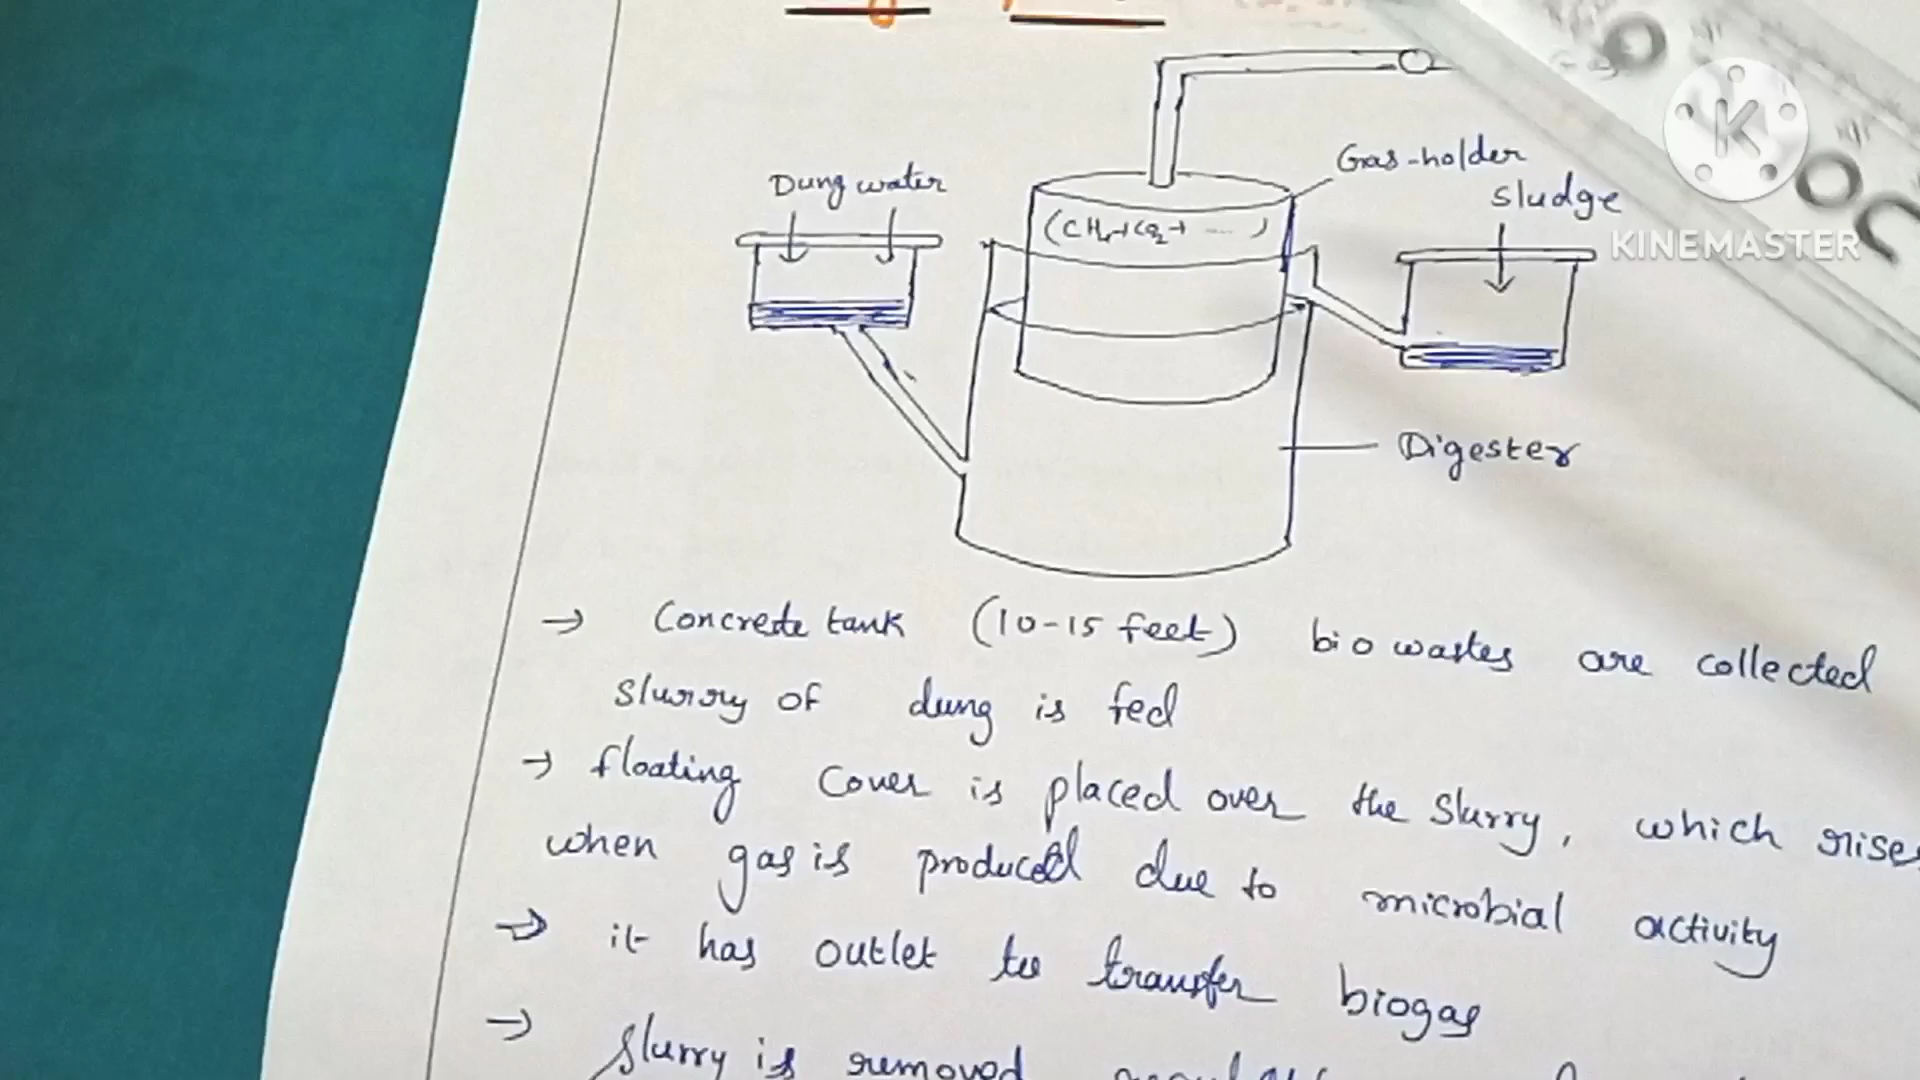 Gas-holder
Dung water
sludge
(CH4+CO2+ ....)
KINEMASTER
Digester
→ Concrete tank (10-15 feet) bio wastes are collected
slurry of dung is fed
→ floating cover is placed over the slurry, which rises
when gas is produced due to microbial activity
→ it has outlet to transfer biogas
→ slurry is removed